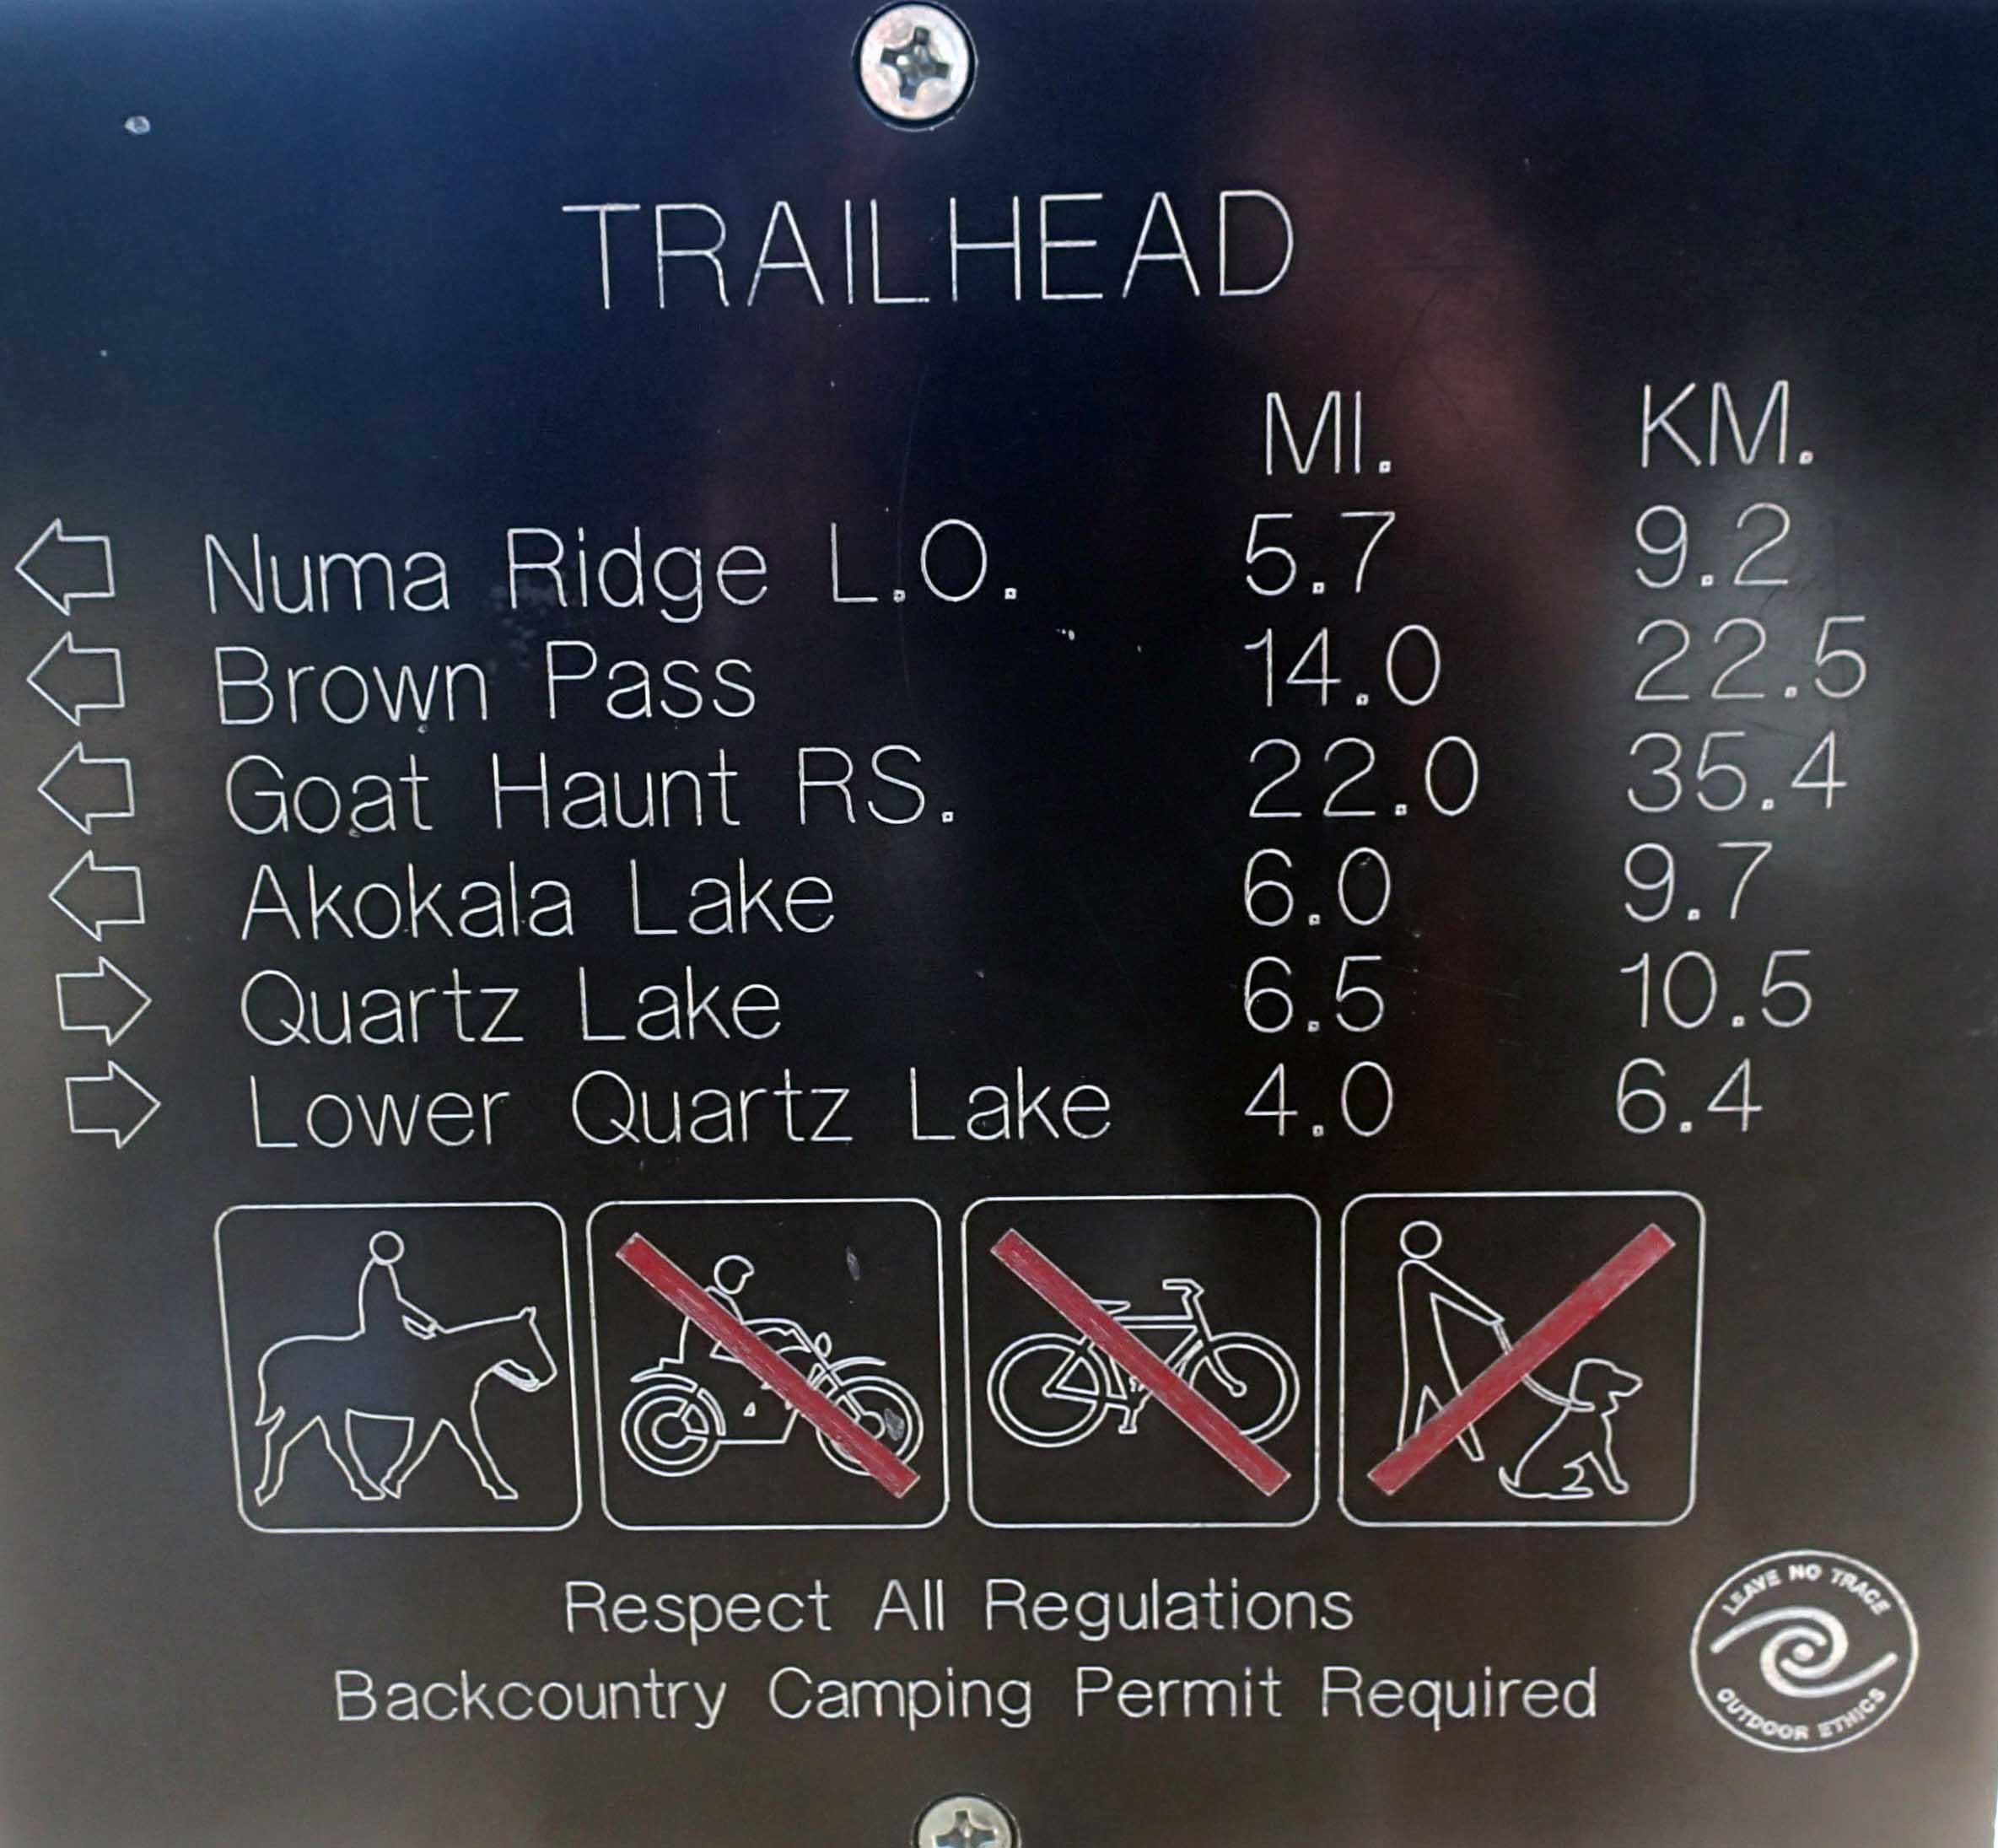 TRAILHEAD
MI. KM.
Numa Ridge L.O. 5.7 9.2
Brown Pass 14.0 22.5
Goat Haunt RS. 22.0 35.4
Akokala Lake 6.0 9.7
Quartz Lake 6.5 10.5
Lower Quartz Lake 4.0 6.4
Respect All Regulations
Backcountry Camping Permit Required
LEAVE NO TRACE
OUTDOOR ETHICS